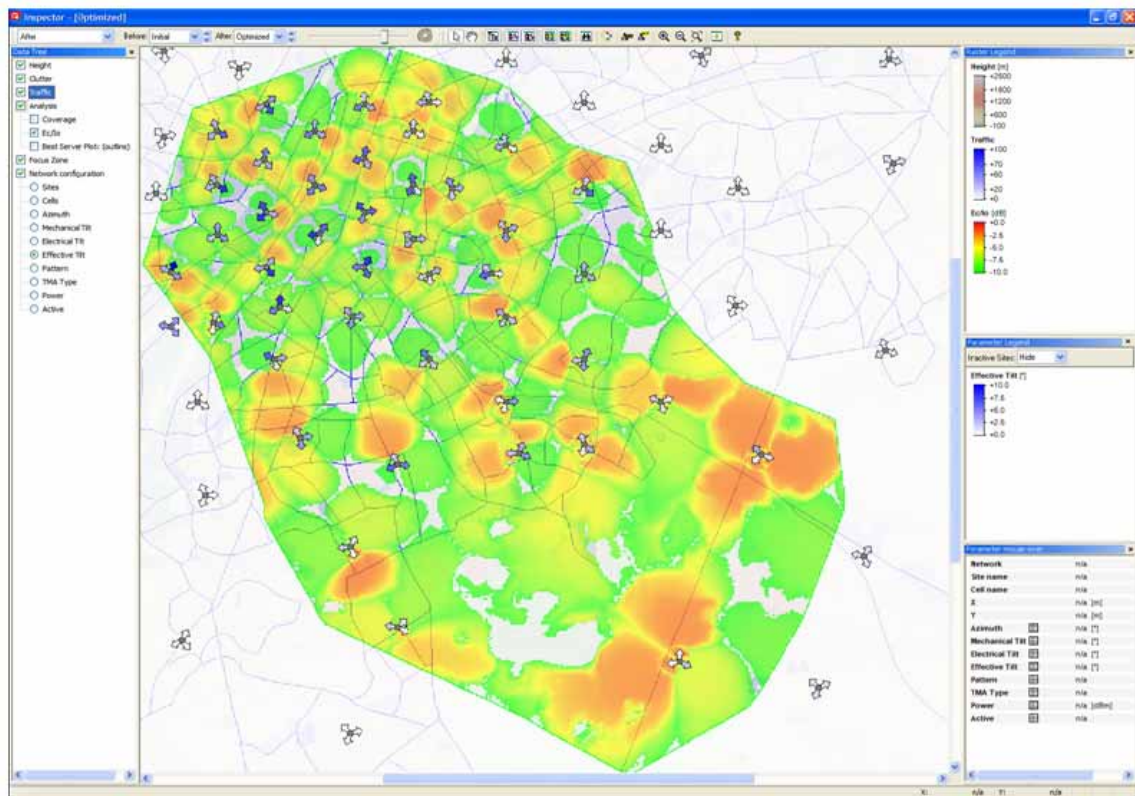 Inspector - [Optimized]
After
Before: Initial
After: Optimized
Data Tree
Height
Clutter
Traffic
Analysis
Coverage
Ec/Io
Best Server Plot: (outline)
Focus Zone
Network configuration
Sites
Cells
Azimuth
Mechanical Tilt
Electrical Tilt
Effective Tilt
Pattern
TMA Type
Power
Active
Raster Legend
Height [m]
+2500
+1800
+1200
+600
-100
Traffic
+100
+70
+50
+20
+0
Ec/Io [dB]
+0.0
-2.5
-5.0
-7.5
-10.0
Parameter Legend
Inactive Sites: Hide
Effective Tilt [°]
+10.0
+7.5
+5.0
+2.5
+0.0
Parameter mouse-over
Network n/a
Site name n/a
Cell name n/a
X n/a [m]
Y n/a [m]
Azimuth n/a [°]
Mechanical Tilt n/a [°]
Electrical Tilt n/a [°]
Effective Tilt n/a [°]
Pattern n/a
TMA Type n/a
Power n/a [dBm]
Active n/a
X: n/a Y: n/a